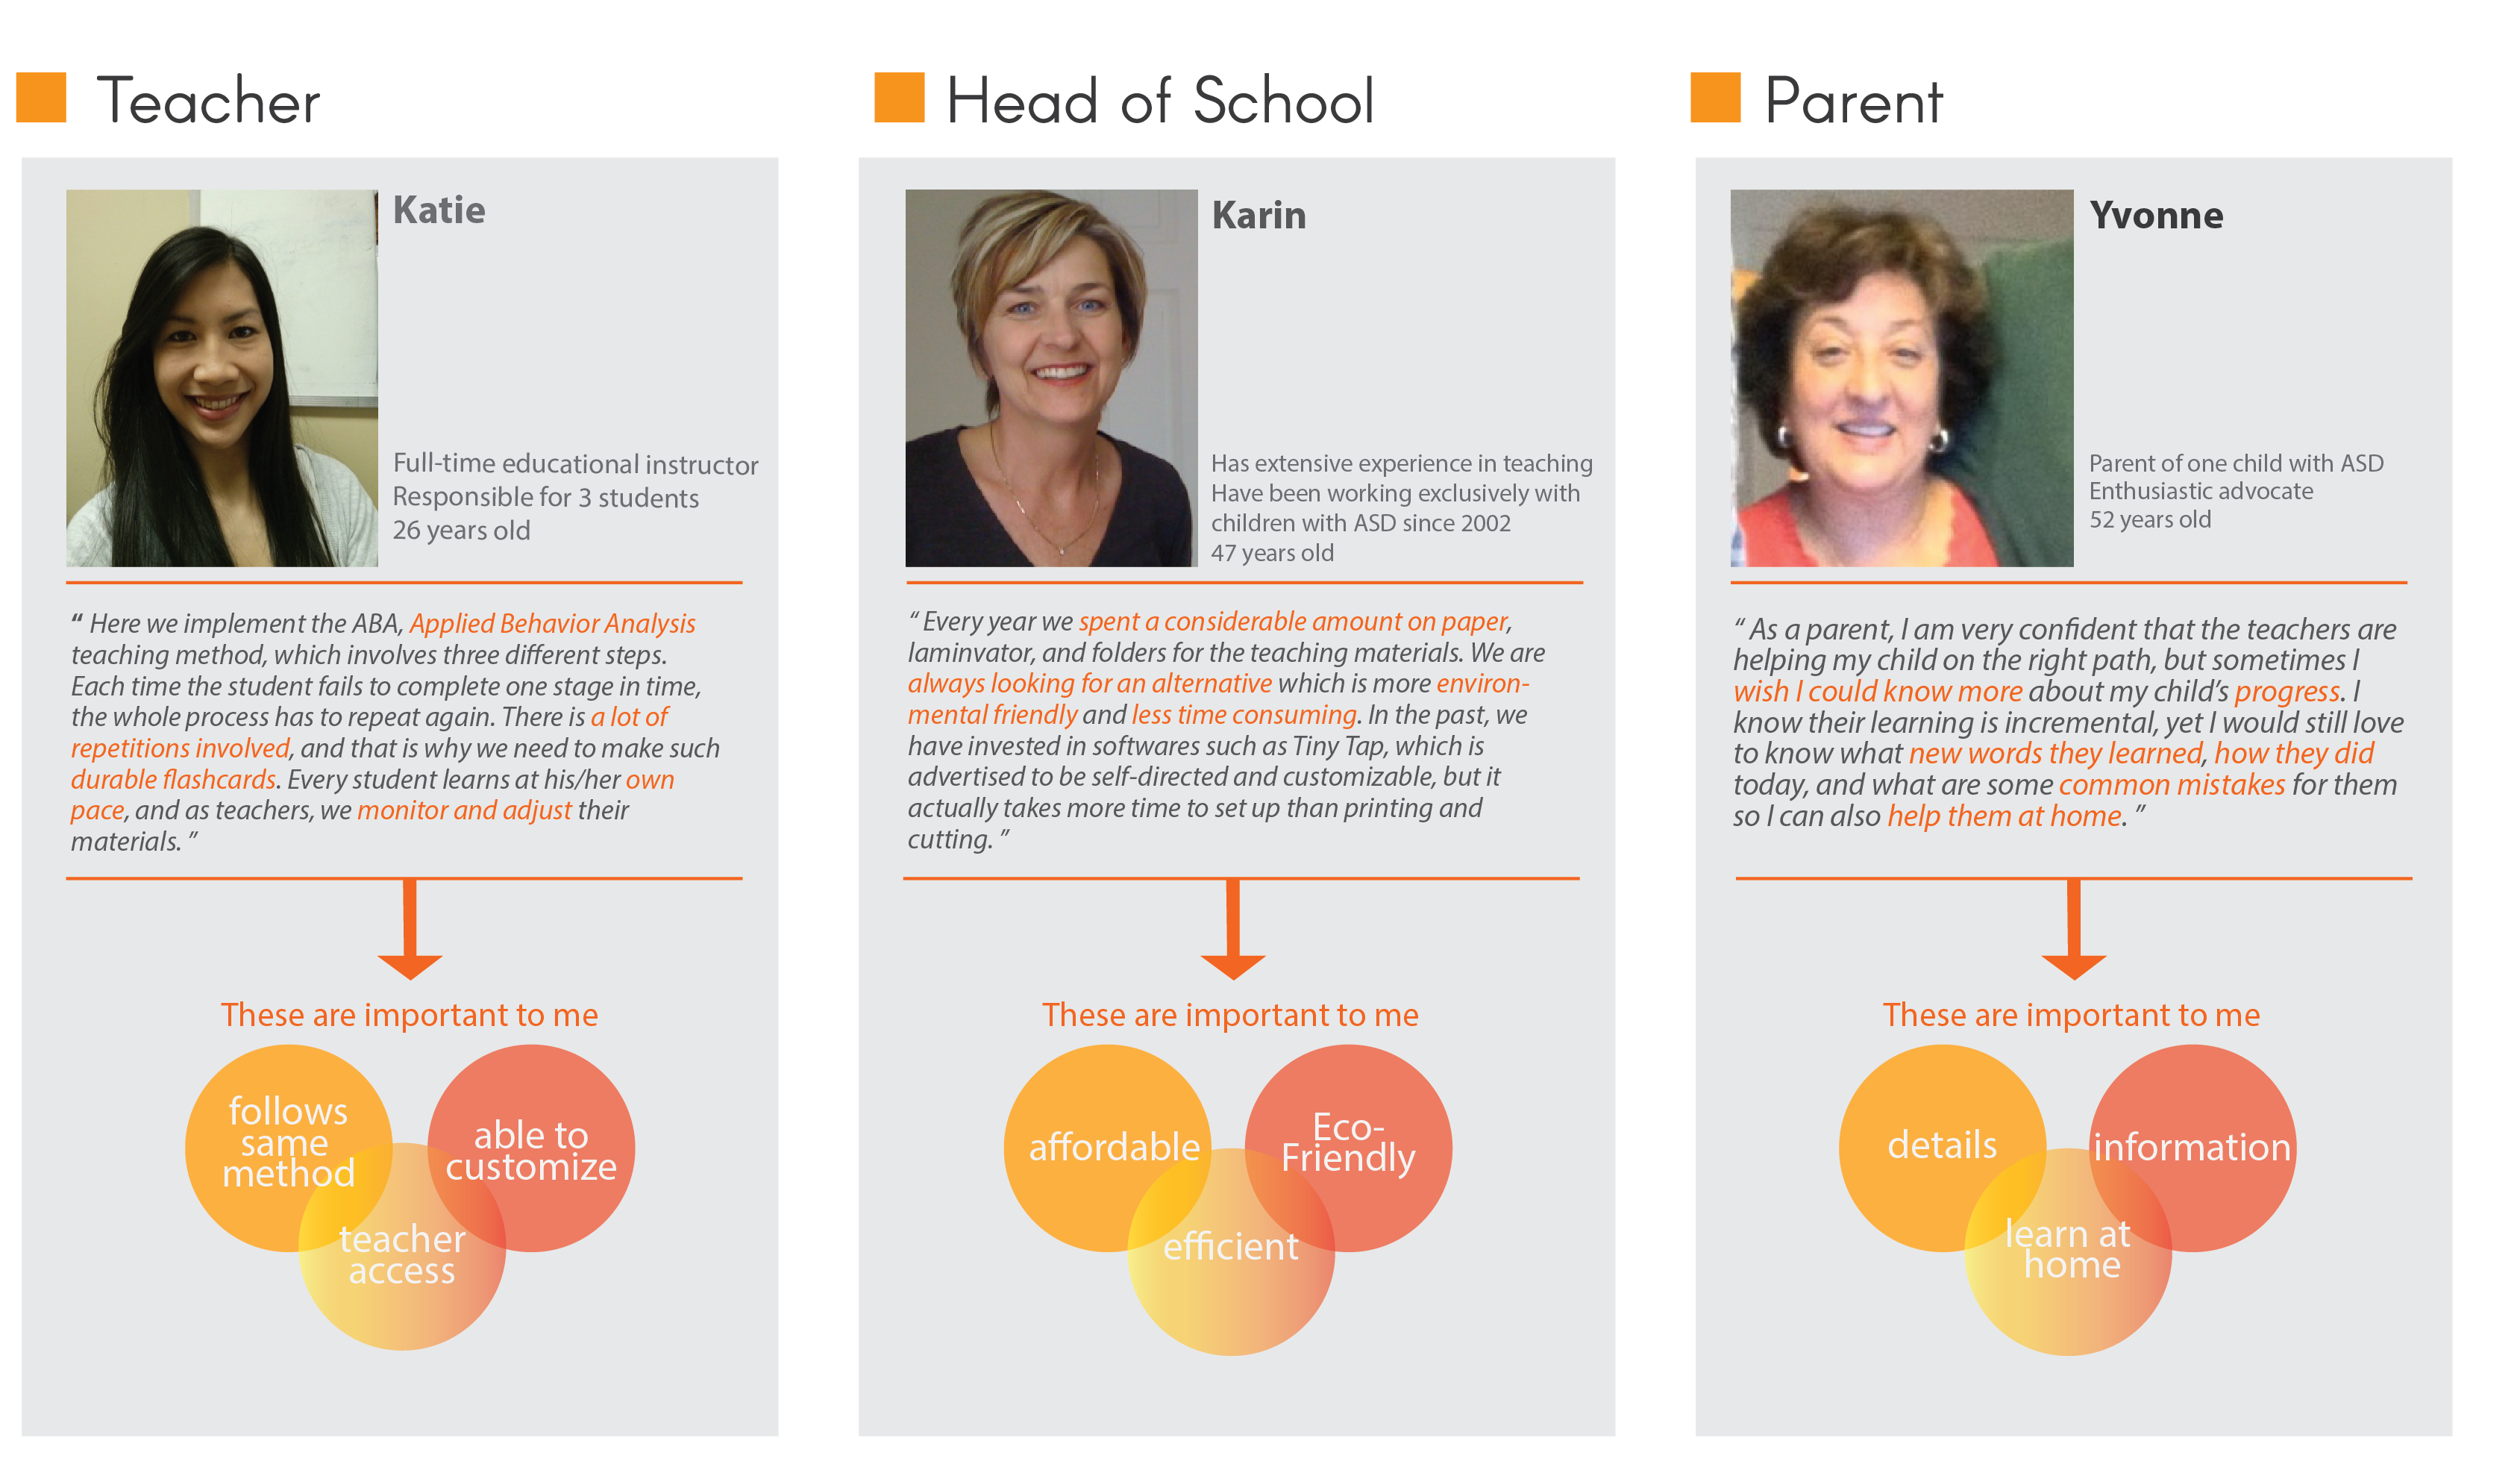 Teacher
Katie
Full-time educational instructor
Responsible for 3 students
26 years old
“ Here we implement the ABA, Applied Behavior Analysis
teaching method, which involves three different steps.
Each time the student fails to complete one stage in time,
the whole process has to repeat again. There is a lot of
repetitions involved, and that is why we need to make such
durable flashcards. Every student learns at his/her own
pace, and as teachers, we monitor and adjust their
materials. ”
These are important to me
follows
same
method
able to
customize
teacher
access
Head of School
Karin
Has extensive experience in teaching
Have been working exclusively with
children with ASD since 2002
47 years old
“ Every year we spent a considerable amount on paper,
laminvator, and folders for the teaching materials. We are
always looking for an alternative which is more environ-
mental friendly and less time consuming. In the past, we
have invested in softwares such as Tiny Tap, which is
advertised to be self-directed and customizable, but it
actually takes more time to set up than printing and
cutting. ”
These are important to me
affordable
Eco-
Friendly
efficient
Parent
Yvonne
Parent of one child with ASD
Enthusiastic advocate
52 years old
“ As a parent, I am very confident that the teachers are
helping my child on the right path, but sometimes I
wish I could know more about my child’s progress. I
know their learning is incremental, yet I would still love
to know what new words they learned, how they did
today, and what are some common mistakes for them
so I can also help them at home. ”
These are important to me
details
information
learn at
home